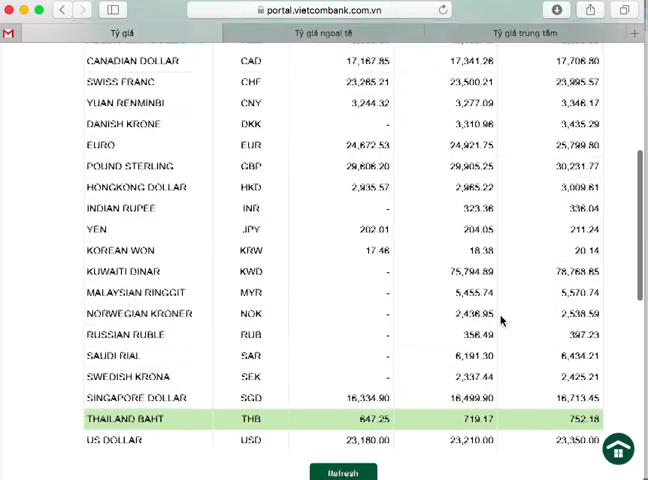 portal.vietcombank.com.vn
Tỷ giá
Tỷ giá ngoại tệ
Tỷ giá trung tâm
CANADIAN DOLLAR CAD 17,167.85 17,341.26 17,706.80
SWISS FRANC CHF 23,265.21 23,500.21 23,995.57
YUAN RENMINBI CNY 3,244.32 3,277.09 3,346.17
DANISH KRONE DKK - 3,310.96 3,435.29
EURO EUR 24,672.53 24,921.75 25,799.80
POUND STERLING GBP 29,606.20 29,905.25 30,231.77
HONGKONG DOLLAR HKD 2,935.57 2,965.22 3,009.61
INDIAN RUPEE INR - 323.36 336.04
YEN JPY 202.01 204.05 211.24
KOREAN WON KRW 17.46 18.38 20.14
KUWAITI DINAR KWD - 75,794.89 78,768.65
MALAYSIAN RINGGIT MYR - 5,455.74 5,570.74
NORWEGIAN KRONER NOK - 2,436.95 2,538.59
RUSSIAN RUBLE RUB - 356.49 397.23
SAUDI RIAL SAR - 6,191.30 6,434.21
SWEDISH KRONA SEK - 2,337.44 2,425.21
SINGAPORE DOLLAR SGD 16,334.90 16,499.90 16,713.45
THAILAND BAHT THB 647.25 719.17 752.18
US DOLLAR USD 23,180.00 23,210.00 23,350.00
Refresh